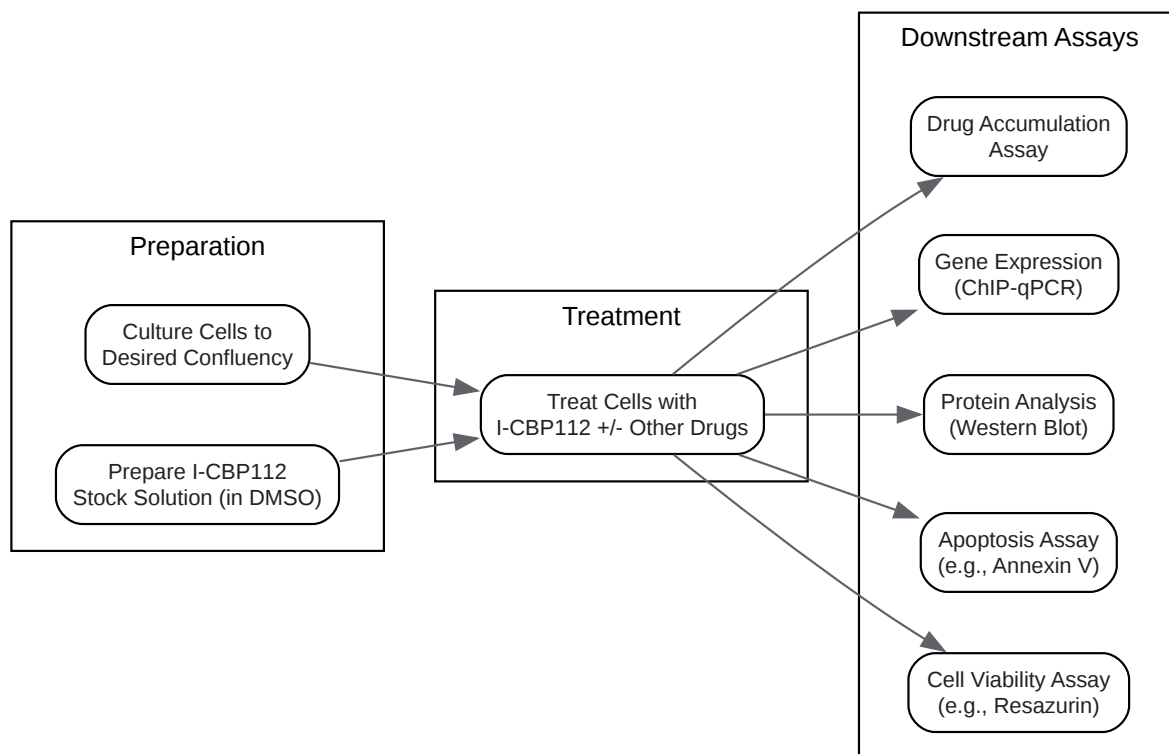 Preparation
Culture Cells to
Desired Confluency
Prepare I-CBP112
Stock Solution (in DMSO)
Treatment
Treat Cells with
I-CBP112 +/- Other Drugs
Downstream Assays
Drug Accumulation
Assay
Gene Expression
(ChIP-qPCR)
Protein Analysis
(Western Blot)
Apoptosis Assay
(e.g., Annexin V)
Cell Viability Assay
(e.g., Resazurin)